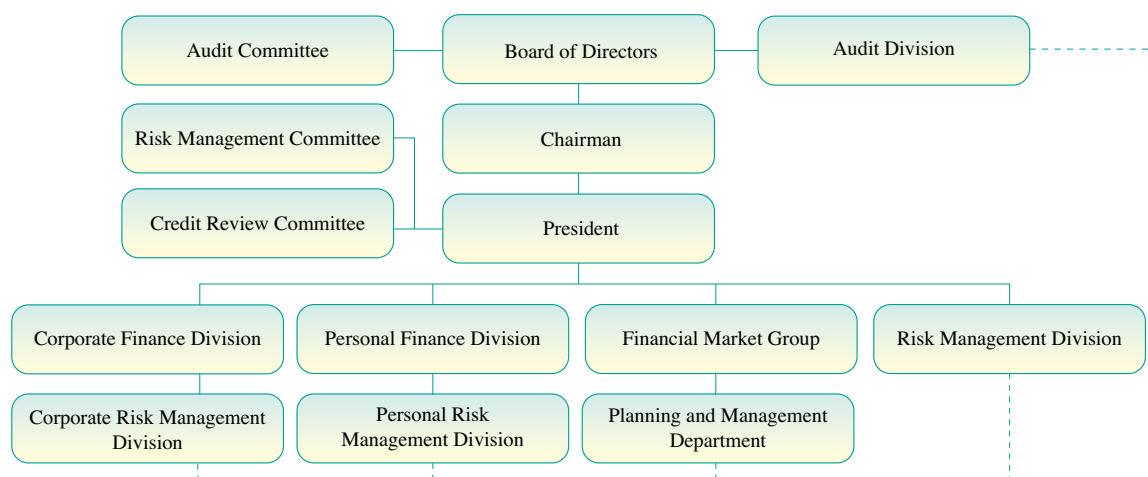 Audit Committee
Board of Directors
Audit Division
Risk Management Committee
Chairman
Credit Review Committee
President
Corporate Finance Division
Personal Finance Division
Financial Market Group
Risk Management Division
Corporate Risk Management
Division
Personal Risk
Management Division
Planning and Management
Department